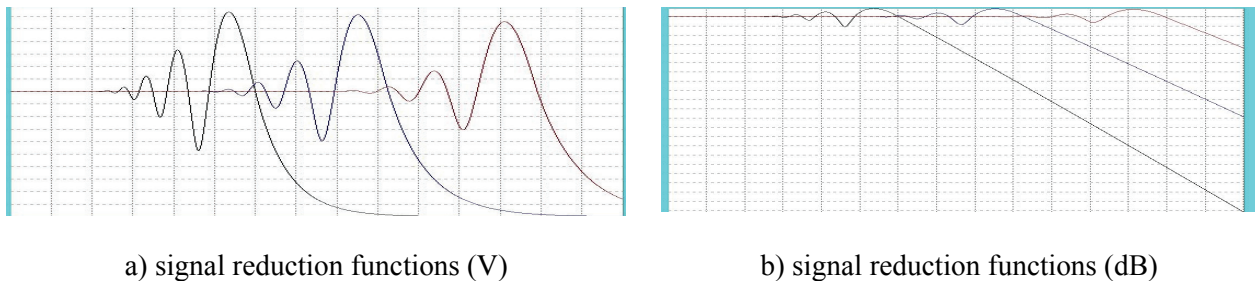 a) signal reduction functions (V)
b) signal reduction functions (dB)